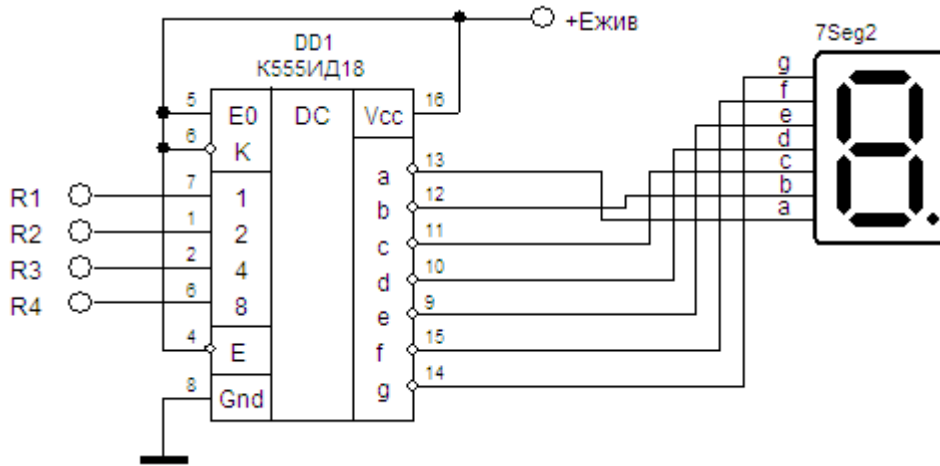 +Eжив
7Seg2
DD1
К555ИД18
g
f
e
d
c
b
a
5
E0
DC
Vcc
16
6
K
R1
7
1
a
13
R2
1
2
b
12
R3
2
4
c
11
R4
6
8
d
10
e
9
4
E
f
15
8
Gnd
g
14